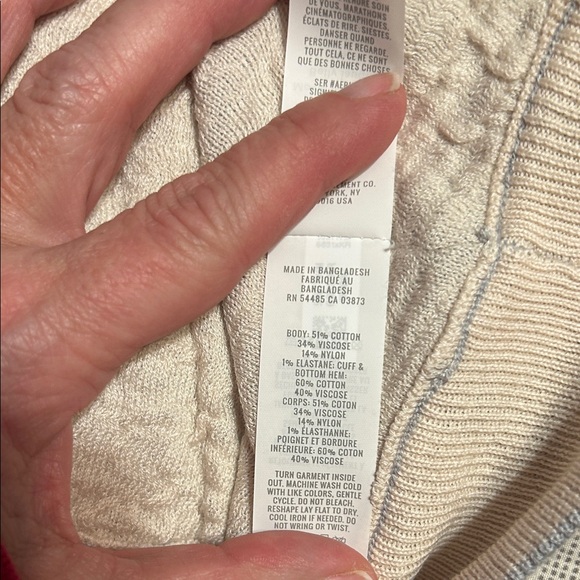 DE VOUS. MARATHONS
CINÉMATOGRAPHIQUES,
ÉCLATS DE RIRE. SIESTES.
DANSER QUAND
PERSONNE NE REGARDE.
TOUT CELA, CE NE SONT
QUE DES BONNES CHOSES.
NY
USA
MADE IN BANGLADESH
FABRIQUÉ AU
BANGLADESH
RN 54485 CA 03873
BODY: 51% COTTON
34% VISCOSE
14% NYLON
1% ELASTANE; CUFF &
BOTTOM HEM:
60% COTTON
40% VISCOSE
CORPS: 51% COTON
34% VISCOSE
14% NYLON
1% ÉLASTHANNE;
POIGNET ET BORDURE
INFÉRIEURE: 60% COTON
40% VISCOSE
TURN GARMENT INSIDE
OUT. MACHINE WASH COLD
WITH LIKE COLORS, GENTLE
CYCLE. DO NOT BLEACH.
RESHAPE LAY FLAT TO DRY.
COOL IRON IF NEEDED. DO
NOT WRING OR TWIST.